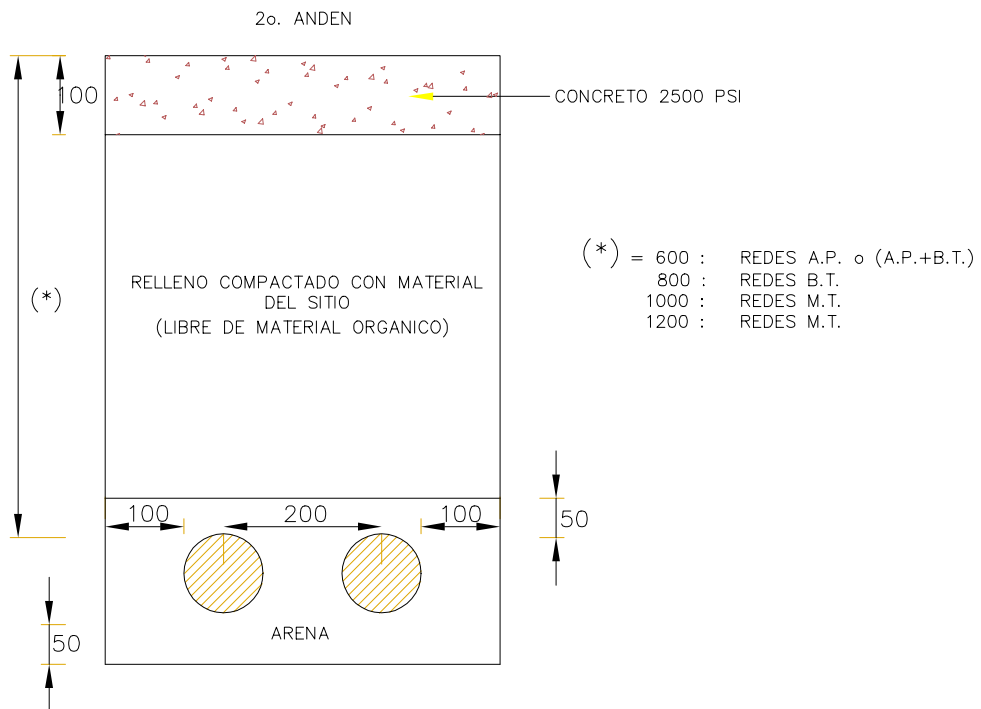 2o. ANDEN
100
CONCRETO 2500 PSI
(*) = 600 : REDES A.P. o (A.P.+B.T.)
800 : REDES B.T.
1000 : REDES M.T.
1200 : REDES M.T.
RELLENO COMPACTADO CON MATERIAL
DEL SITIO
(LIBRE DE MATERIAL ORGANICO)
(*)
100
200
100
50
ARENA
50